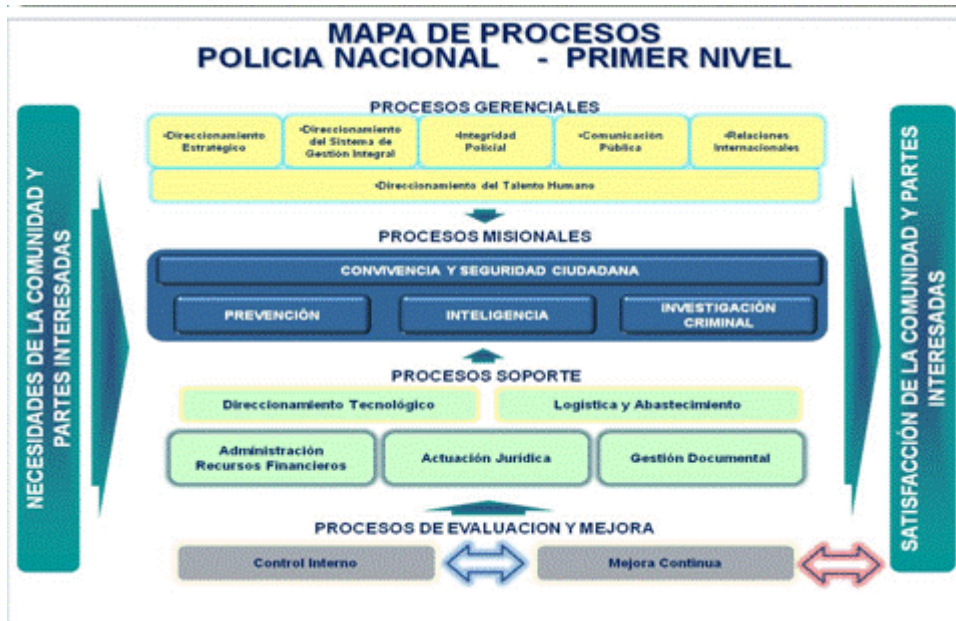 MAPA DE PROCESOS
POLICIA NACIONAL - PRIMER NIVEL
NECESIDADES DE LA COMUNIDAD Y
PARTES INTERESADAS
PROCESOS GERENCIALES
•Direccionamiento
Estratégico
•Direccionamiento
del Sistema de
Gestión Integral
•Integridad
Policial
•Comunicación
Pública
•Relaciones
Internacionales
•Direccionamiento del Talento Humano
PROCESOS MISIONALES
CONVIVENCIA Y SEGURIDAD CIUDADANA
PREVENCIÓN
INTELIGENCIA
INVESTIGACIÓN
CRIMINAL
PROCESOS SOPORTE
Direccionamiento Tecnológico
Logística y Abastecimiento
Administración
Recursos Financieros
Actuación Jurídica
Gestión Documental
PROCESOS DE EVALUACION Y MEJORA
Control Interno
Mejora Continua
SATISFACCIÓN DE LA COMUNIDAD Y PARTES
INTERESADAS